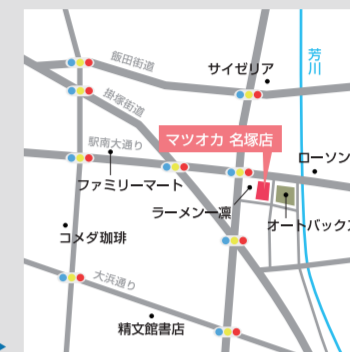 飯田街道
芳川
サイゼリア
掛塚街道
駅南大通り
マツオカ 名塚店
ローソン
ファミリーマート
ラーメン一凛
オートバックス
コメダ珈琲
大浜通り
精文館書店